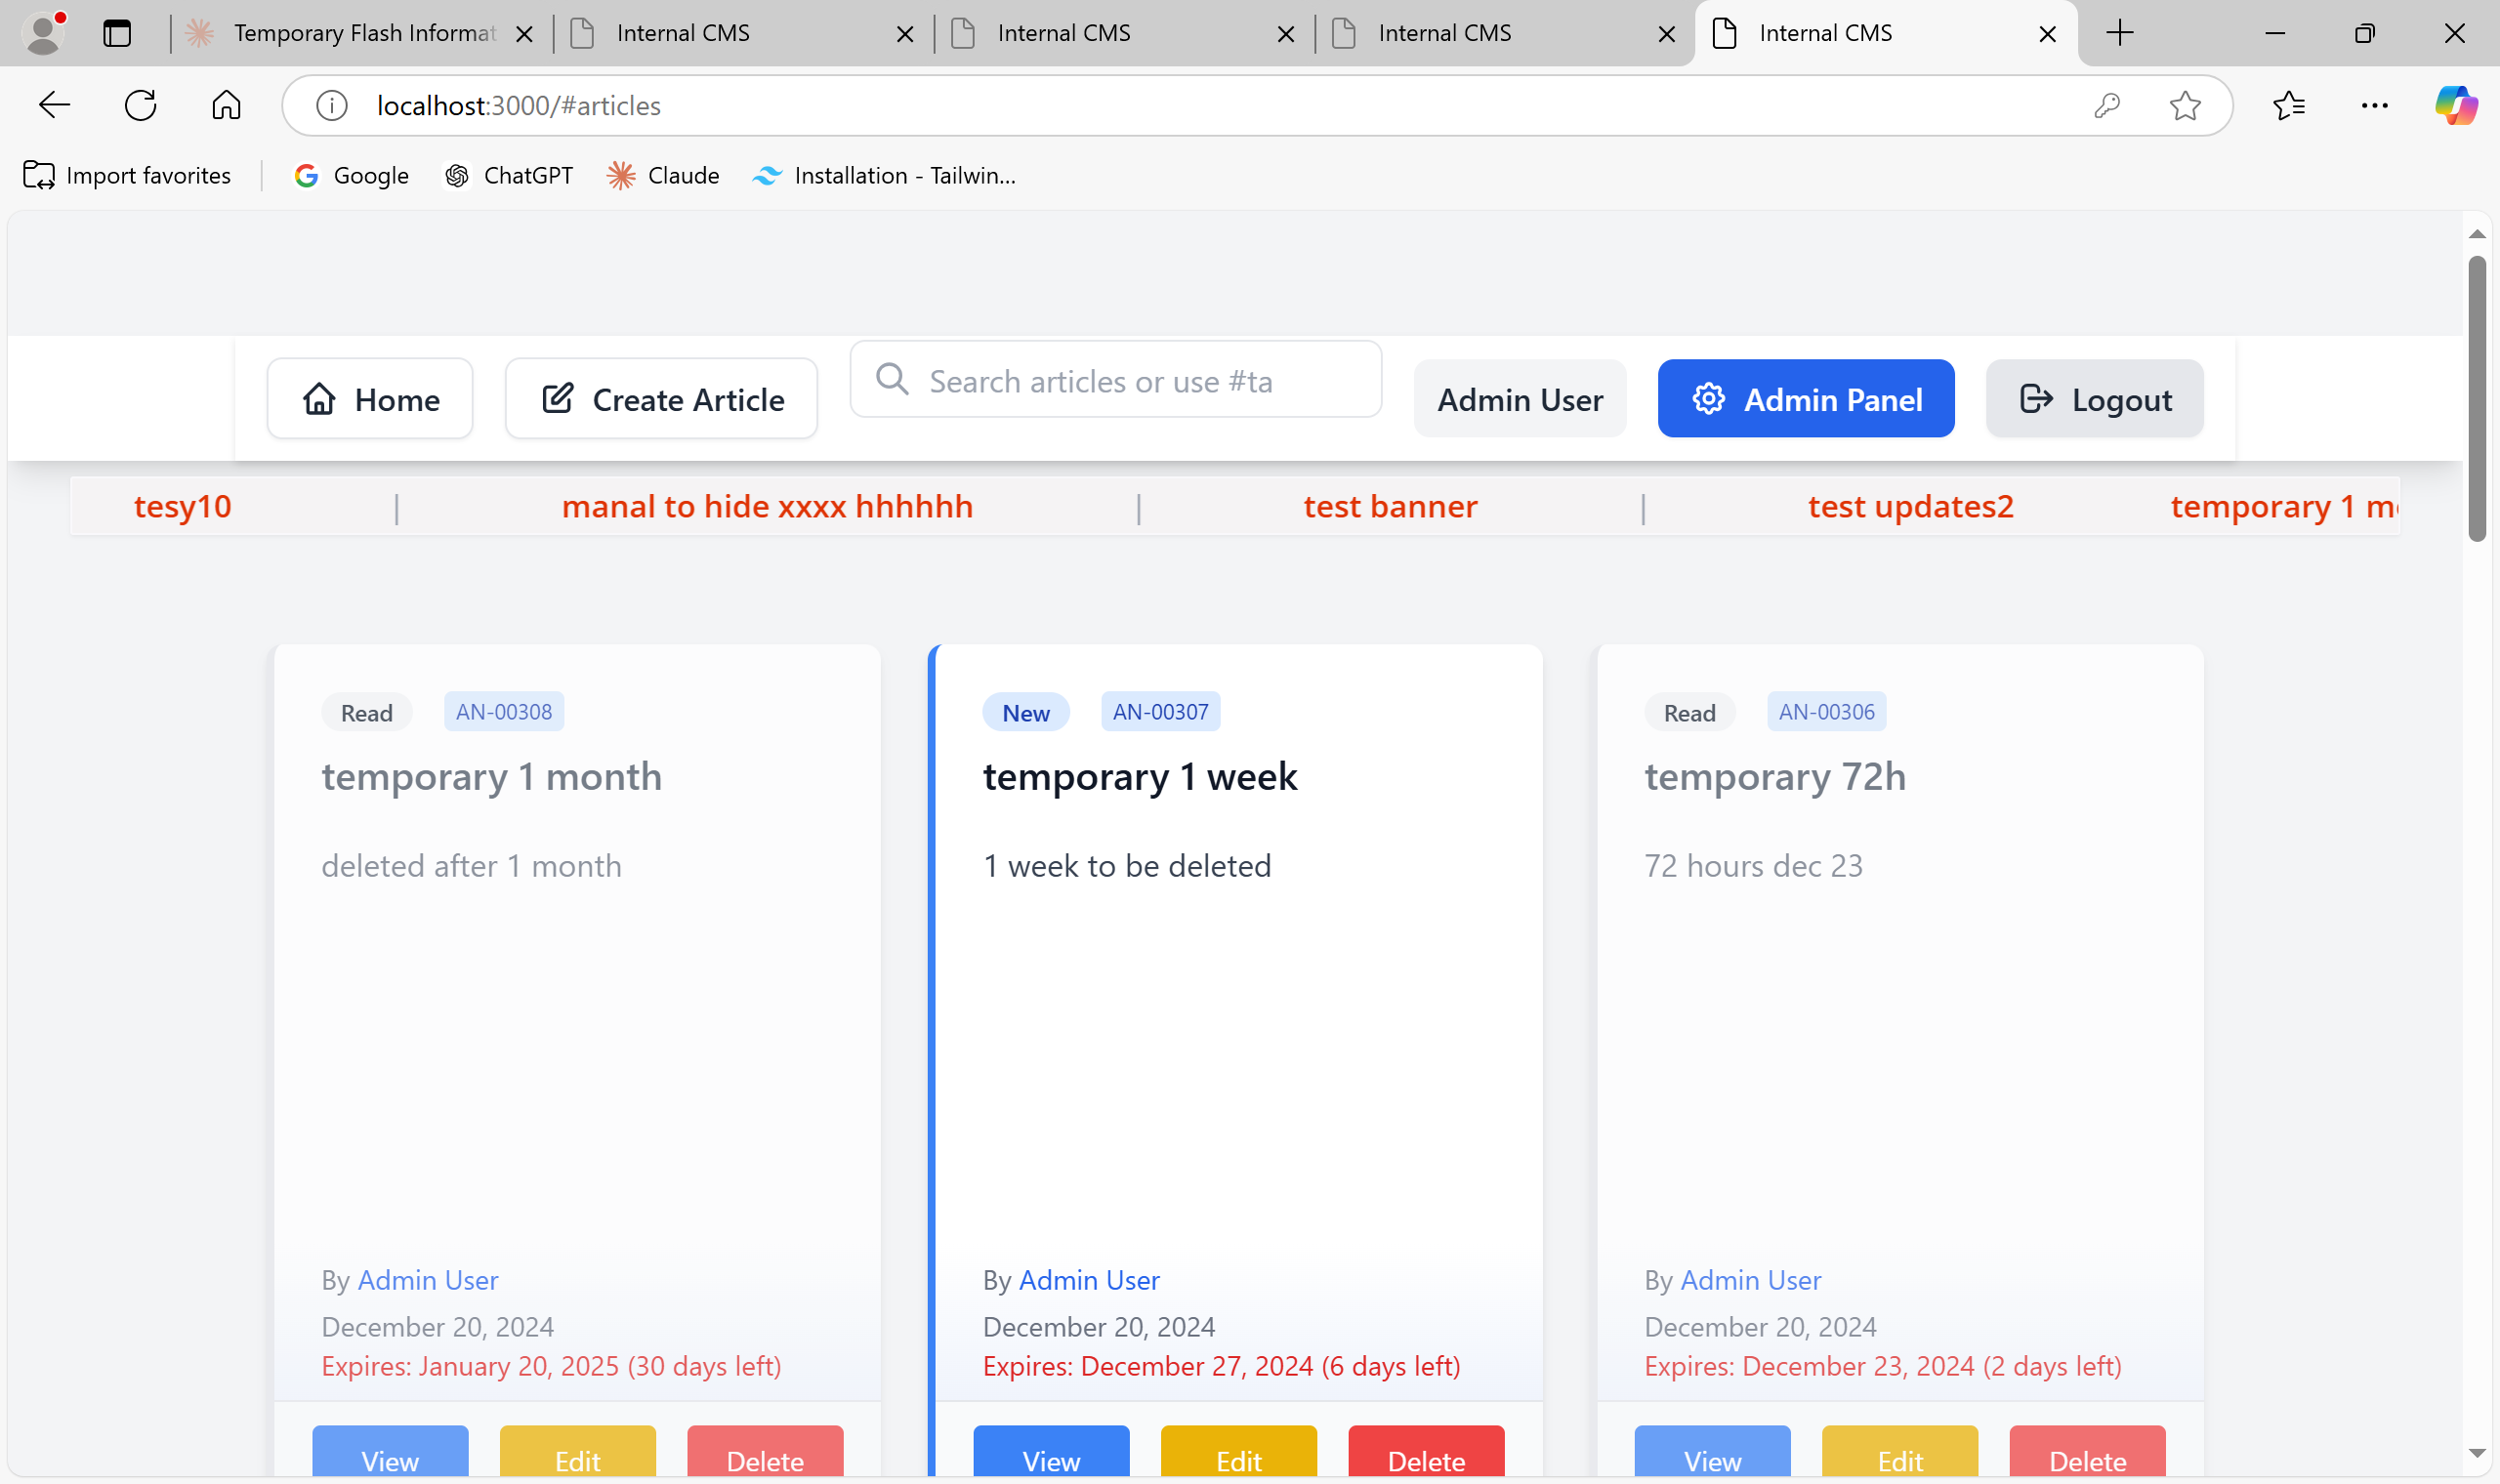 Temporary Flash Informat
Internal CMS
Internal CMS
Internal CMS
Internal CMS
localhost:3000/#articles
Import favorites
Google
ChatGPT
Claude
Installation - Tailwin...
Home
Create Article
Search articles or use #ta
Admin User
Admin Panel
Logout
tesy10 | manal to hide xxxx hhhhhh | test banner | test updates2 temporary 1 m
Read AN-00308
temporary 1 month
deleted after 1 month
By Admin User
December 20, 2024
Expires: January 20, 2025 (30 days left)
View Edit Delete
New AN-00307
temporary 1 week
1 week to be deleted
By Admin User
December 20, 2024
Expires: December 27, 2024 (6 days left)
View Edit Delete
Read AN-00306
temporary 72h
72 hours dec 23
By Admin User
December 20, 2024
Expires: December 23, 2024 (2 days left)
View Edit Delete